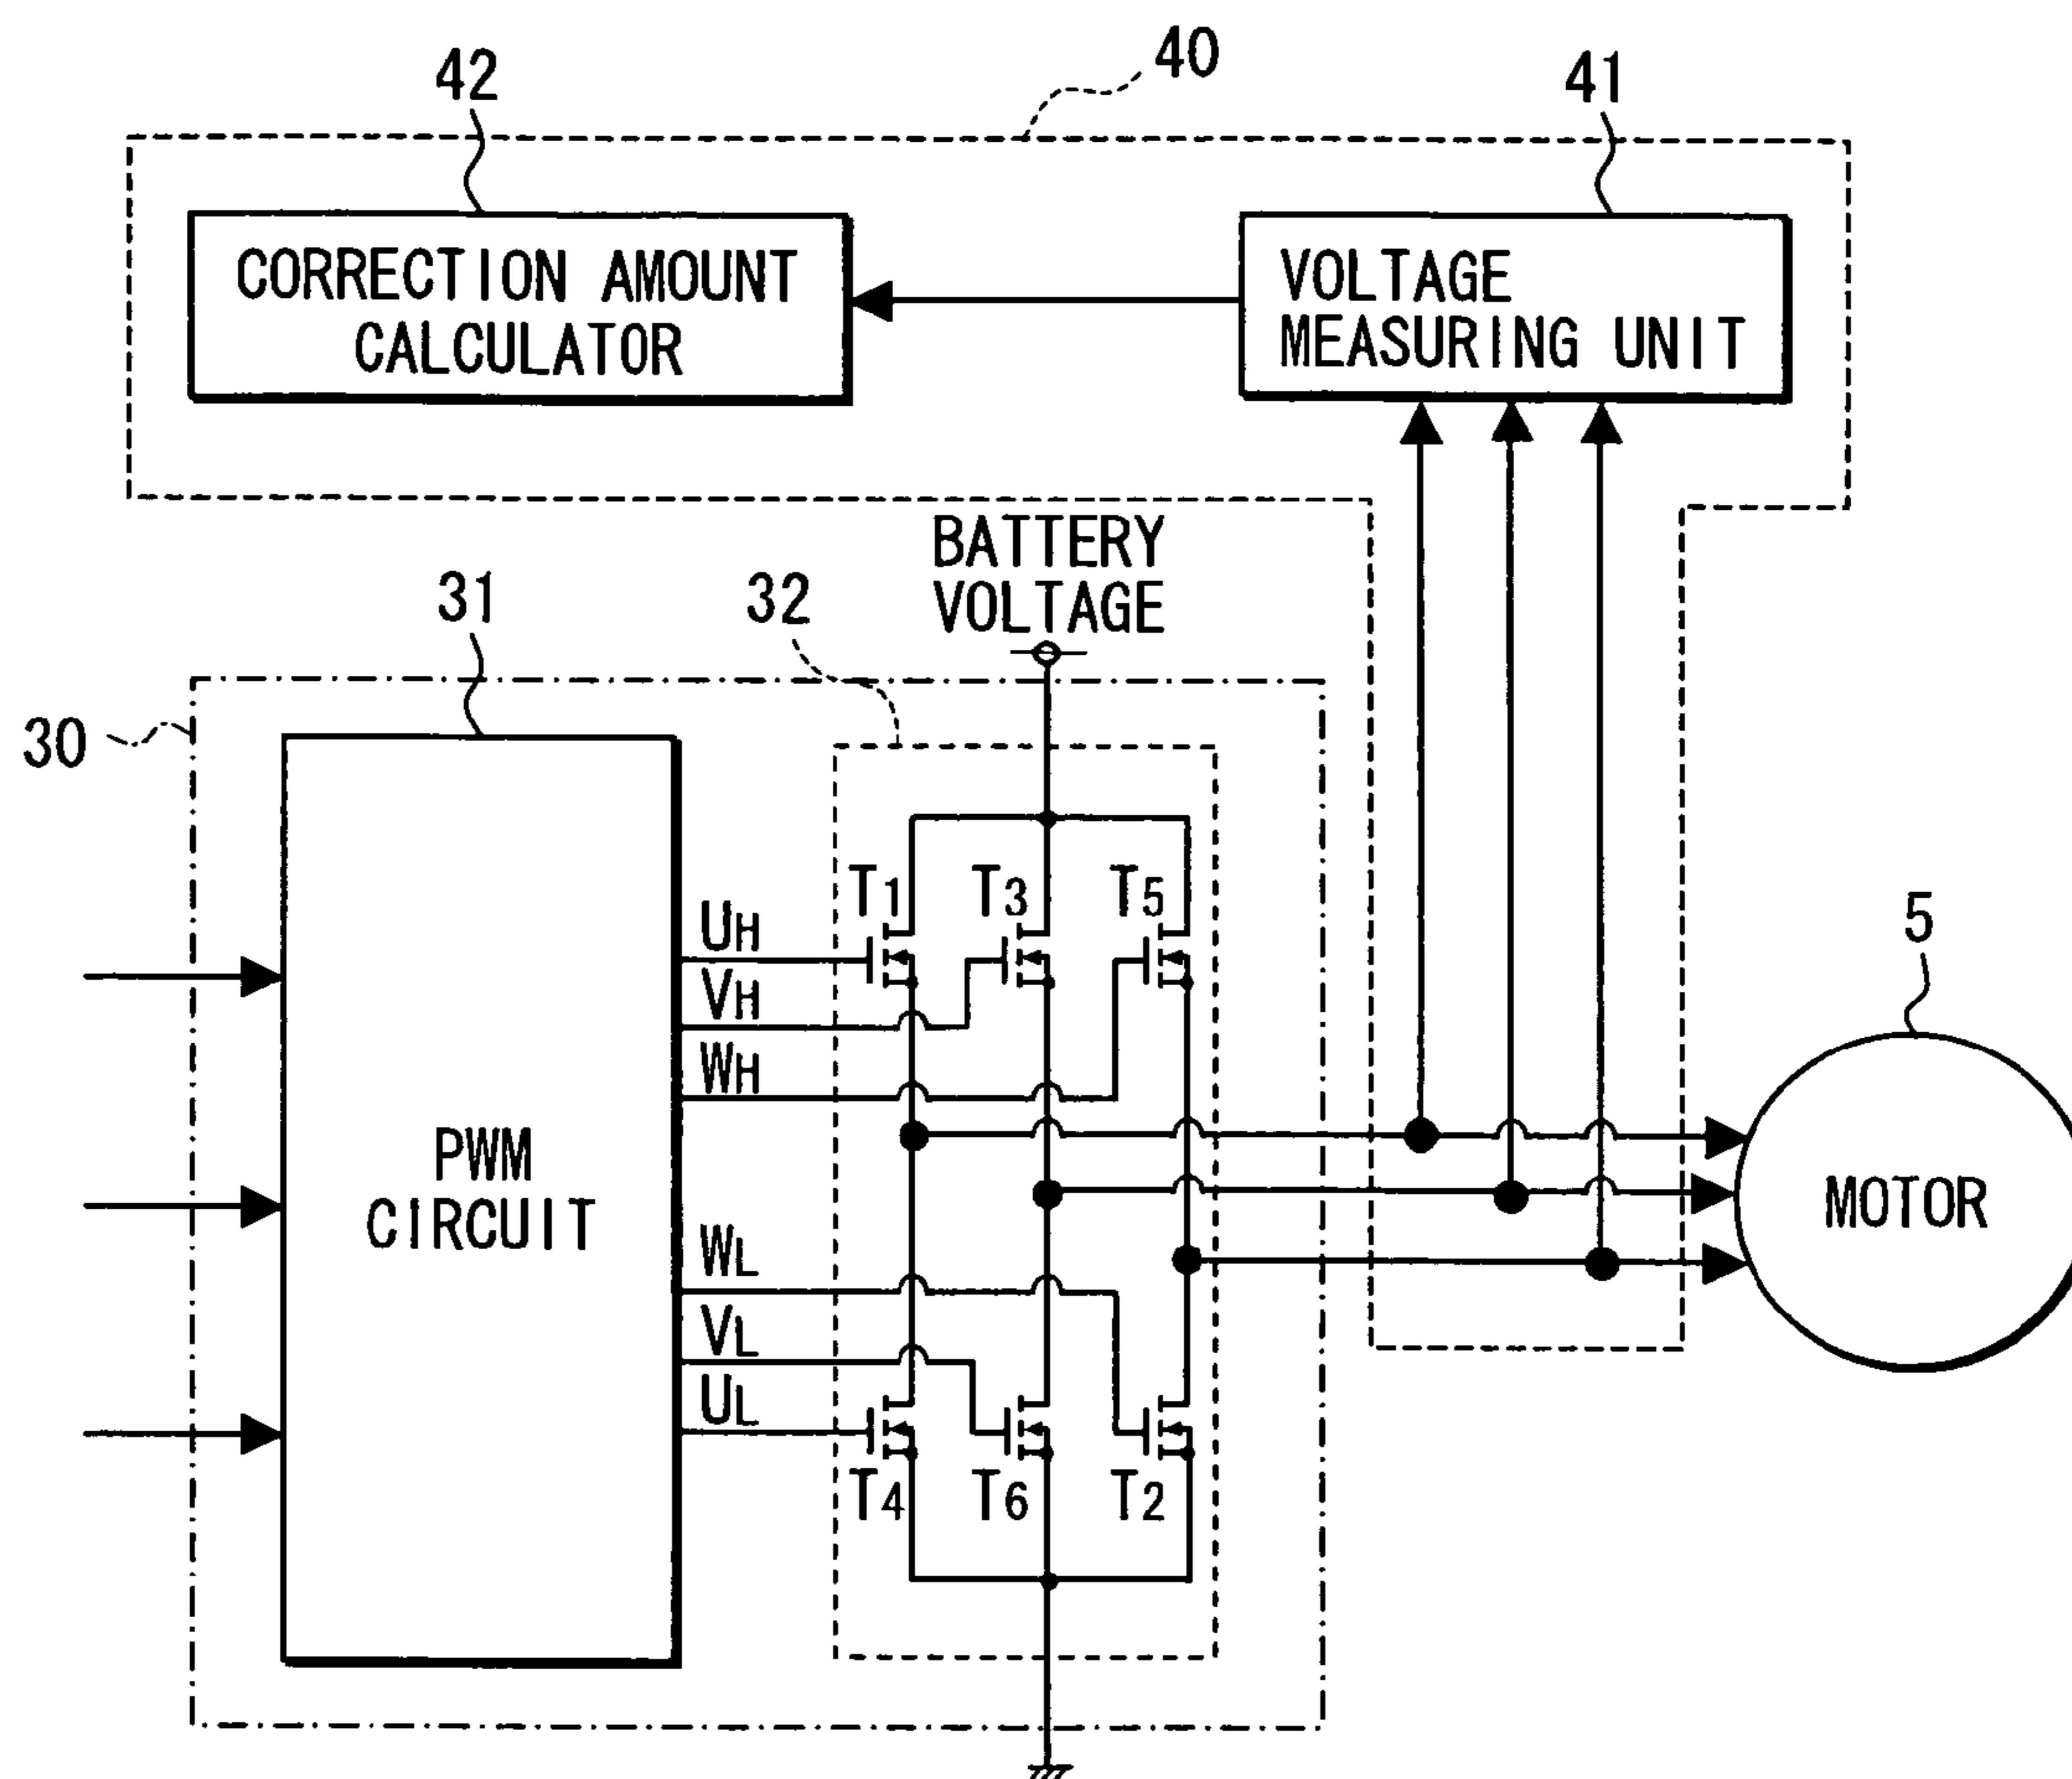 40
42
41
CORRECTION AMOUNT
CALCULATOR
VOLTAGE
MEASURING UNIT
BATTERY
VOLTAGE
31
32
30
T1
T3
T5
UH
VH
WH
5
PWM
CIRCUIT
MOTOR
WL
VL
UL
T4
T6
T2